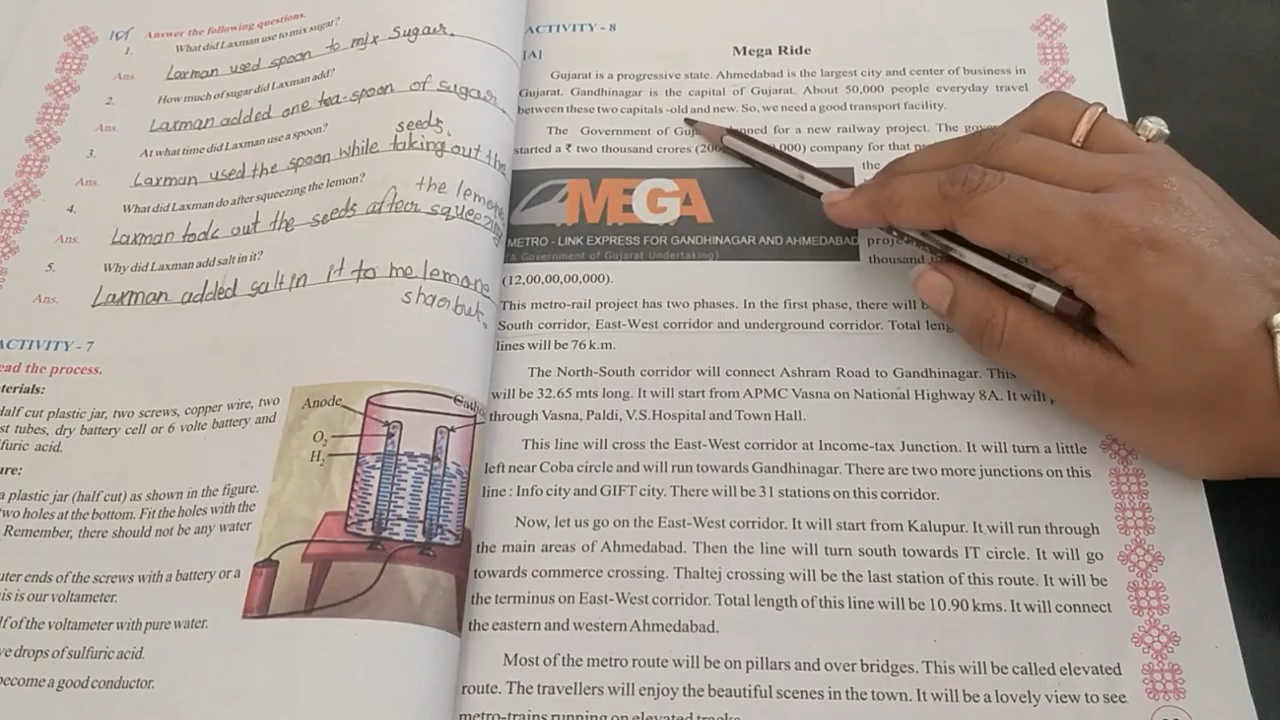 105 Answer the following questions.
1. What did Laxman use to mix sugar?
Ans. Laxman used spoon to mix Sugar.
2. How much of sugar did Laxman add?
Ans. Laxman added one tea-spoon of sugar
3. At what time did Laxman use a spoon?
seeds.
Ans. Laxman used the spoon while taking out the
4. What did Laxman do after squeezing the lemon?
the lemon
Ans. Laxman took out the seeds after squeezing
5. Why did Laxman add salt in it?
Ans. Laxman added salt in it to me lemone
sharbut.
ACTIVITY - 7
ead the process.
terials:
Half cut plastic jar, two screws, copper wire, two
st tubes, dry battery cell or 6 volte battery and
furic acid.
ure:
a plastic jar (half cut) as shown in the figure.
two holes at the bottom. Fit the holes with the
Remember, there should not be any water
uter ends of the screws with a battery or a
is is our voltameter.
lf of the voltameter with pure water.
ve drops of sulfuric acid.
become a good conductor.
Anode
Catho
O2
H2
ACTIVITY - 8
[A]
Mega Ride
Gujarat is a progressive state. Ahmedabad is the largest city and center of business in
Gujarat. Gandhinagar is the capital of Gujarat. About 50,000 people everyday travel
between these two capitals -old and new. So, we need a good transport facility.
The Government of Guj nned for a new railway project. The gove
started a ₹ two thousand crores (200 000) company for that
the
MEGA
METRO - LINK EXPRESS FOR GANDHINAGAR AND AHMEDABAD
(A Government of Gujarat Undertaking)
proje
thousand
(12,00,00,00,000).
This metro-rail project has two phases. In the first phase, there will b
South corridor, East-West corridor and underground corridor. Total leng
lines will be 76 k.m.
The North-South corridor will connect Ashram Road to Gandhinagar. This
will be 32.65 mts long. It will start from APMC Vasna on National Highway 8A. It will p
through Vasna, Paldi, V.S.Hospital and Town Hall.
This line will cross the East-West corridor at Income-tax Junction. It will turn a little
left near Coba circle and will run towards Gandhinagar. There are two more junctions on this
line : Info city and GIFT city. There will be 31 stations on this corridor.
Now, let us go on the East-West corridor. It will start from Kalupur. It will run through
the main areas of Ahmedabad. Then the line will turn south towards IT circle. It will go
towards commerce crossing. Thaltej crossing will be the last station of this route. It will be
the terminus on East-West corridor. Total length of this line will be 10.90 kms. It will connect
the eastern and western Ahmedabad.
Most of the metro route will be on pillars and over bridges. This will be called elevated
route. The travellers will enjoy the beautiful scenes in the town. It will be a lovely view to see
metro-trains running on elevated tracks.